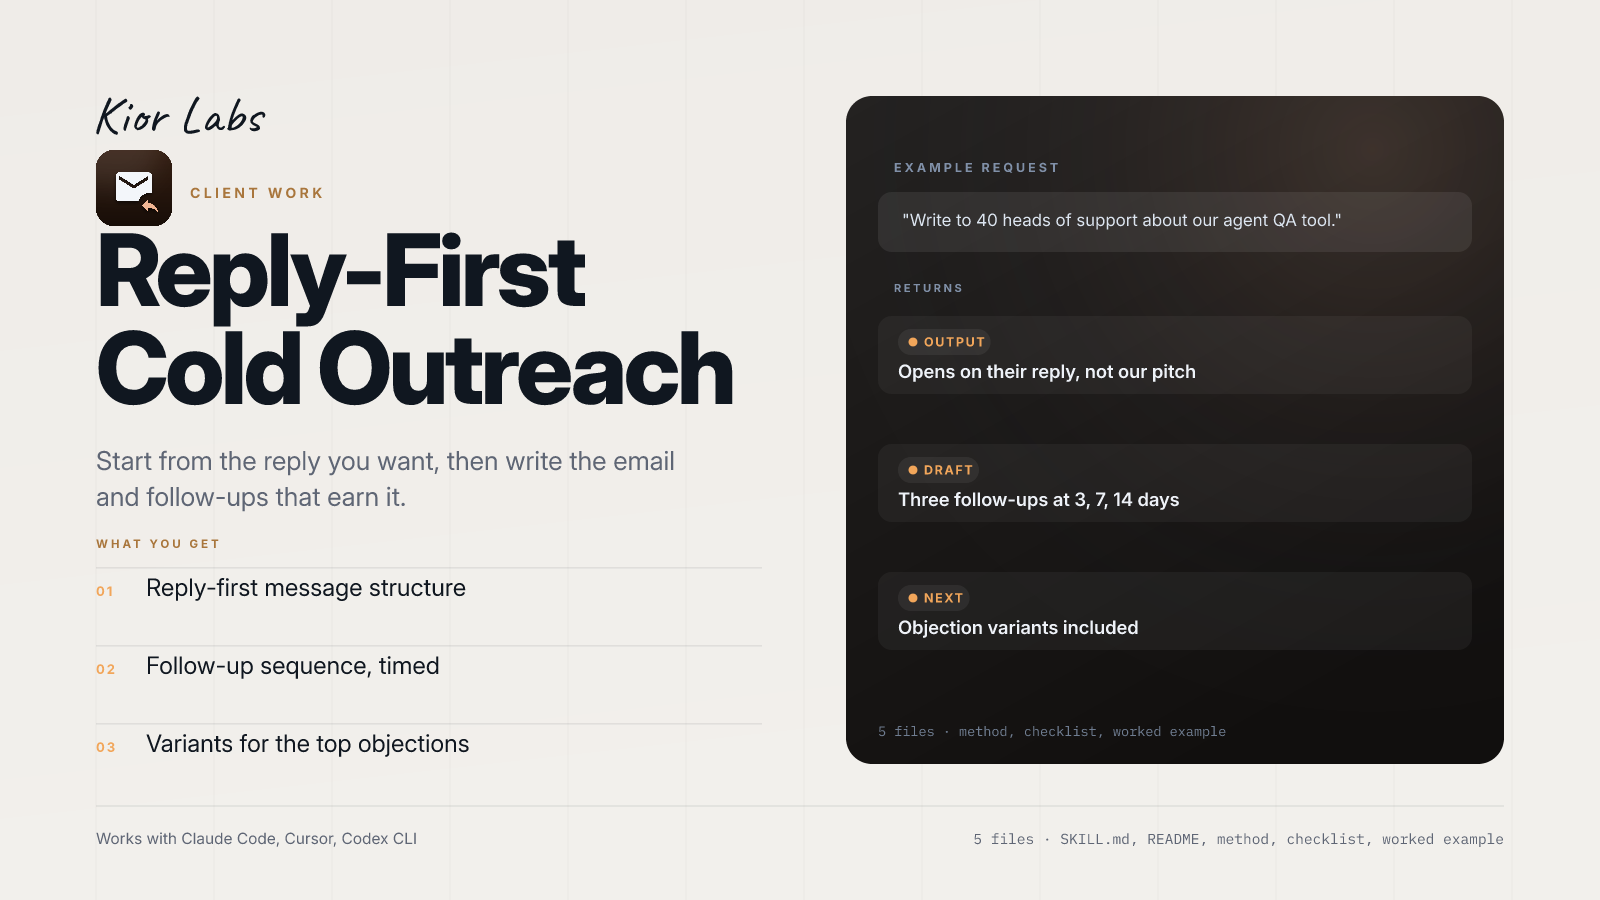 Kior Labs
CLIENT WORK
Reply-First
Cold Outreach
Start from the reply you want, then write the email
and follow-ups that earn it.
WHAT YOU GET
01 Reply-first message structure
02 Follow-up sequence, timed
03 Variants for the top objections
EXAMPLE REQUEST
"Write to 40 heads of support about our agent QA tool."
RETURNS
OUTPUT
Opens on their reply, not our pitch
DRAFT
Three follow-ups at 3, 7, 14 days
NEXT
Objection variants included
5 files · method, checklist, worked example
Works with Claude Code, Cursor, Codex CLI
5 files · SKILL.md, README, method, checklist, worked example